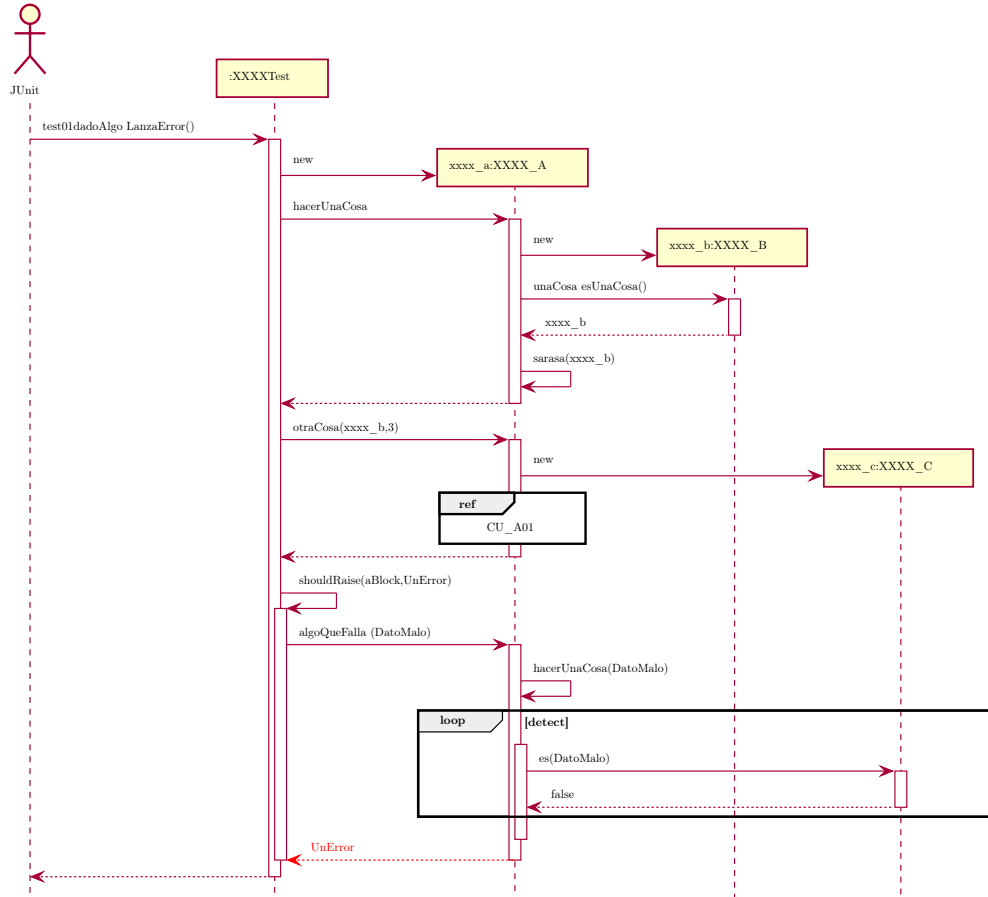 JUnit
:XXXXTest
test01dadoAlgo LanzaError()
new
xxxx_a:XXXX_A
hacerUnaCosa
new
xxxx_b:XXXX_B
unaCosa esUnaCosa()
xxxx_b
sarasa(xxxx_b)
otraCosa(xxxx_b,3)
new
xxxx_c:XXXX_C
ref
CU_A01
shouldRaise(aBlock,UnError)
algoQueFalla (DatoMalo)
hacerUnaCosa(DatoMalo)
loop
[detect]
es(DatoMalo)
false
UnError